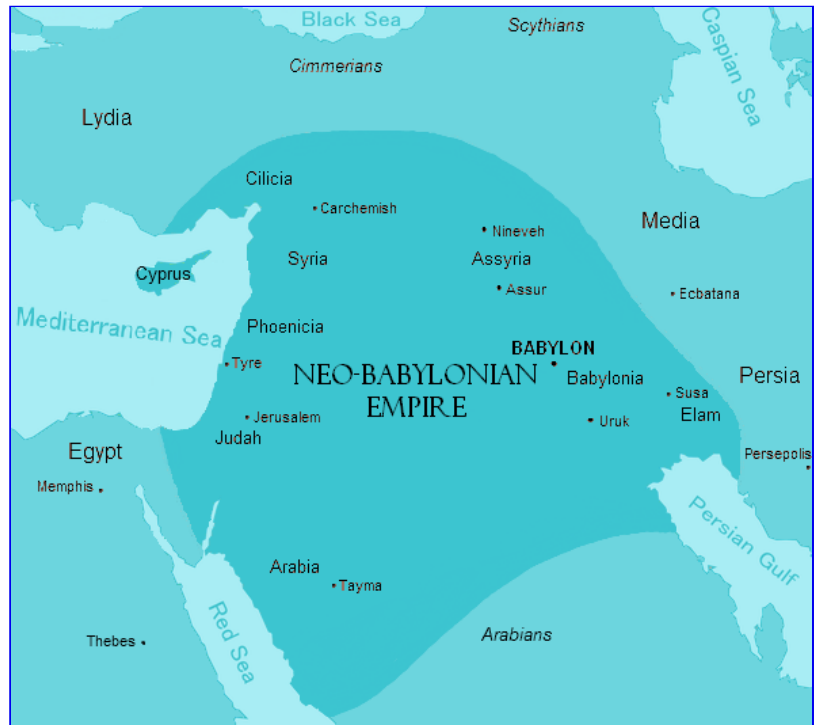 Black Sea
Scythians
Caspian Sea
Cimmerians
Lydia
Cilicia
Carchemish
Media
Nineveh
Syria
Assyria
Cyprus
Assur
Ecbatana
Mediterranean Sea
Phoenicia
BABYLON
Tyre
NEO-BABYLONIAN
EMPIRE
Babylonia
Persia
Susa
Elam
Jerusalem
Uruk
Judah
Egypt
Persepolis
Memphis
Persian Gulf
Arabia
Tayma
Red Sea
Thebes
Arabians